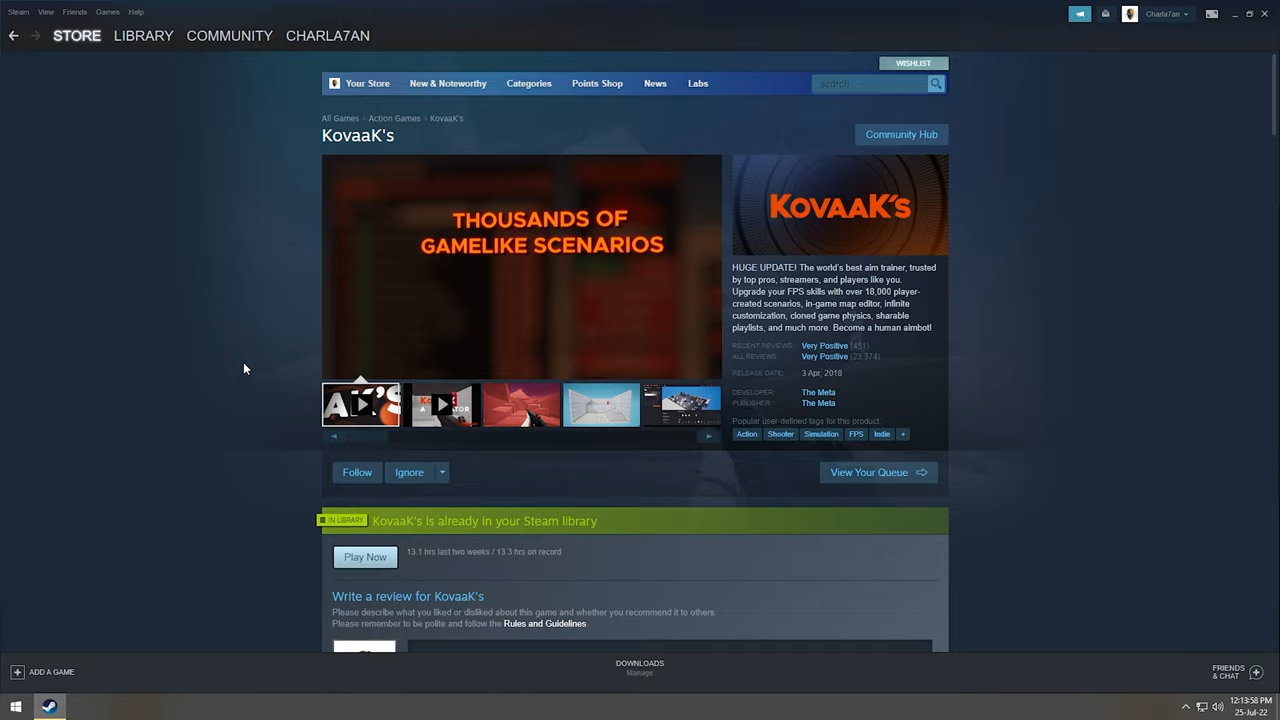 Steam View Friends Games Help
Charla7an
STORE LIBRARY COMMUNITY CHARLA7AN
WISHLIST
Your Store New & Noteworthy Categories Points Shop News Labs search
All Games > Action Games > KovaaK's
KovaaK's
Community Hub
THOUSANDS OF
GAMELIKE SCENARIOS
KOVAAK'S
HUGE UPDATE! The world's best aim trainer, trusted
by top pros, streamers, and players like you.
Upgrade your FPS skills with over 18,000 player-
created scenarios, in-game map editor, infinite
customization, cloned game physics, sharable
playlists, and much more. Become a human aimbot!
RECENT REVIEWS: Very Positive (451)
ALL REVIEWS: Very Positive (23,374)
RELEASE DATE: 3 Apr, 2018
DEVELOPER: The Meta
PUBLISHER: The Meta
Popular user-defined tags for this product:
Action Shooter Simulation FPS Indie +
Follow Ignore
View Your Queue
IN LIBRARY KovaaK's is already in your Steam library
Play Now 13.1 hrs last two weeks / 13.3 hrs on record
Write a review for KovaaK's
Please describe what you liked or disliked about this game and whether you recommend it to others.
Please remember to be polite and follow the Rules and Guidelines.
ADD A GAME
DOWNLOADS
Manage
FRIENDS
& CHAT
12:13:58 PM
25-Jul-22